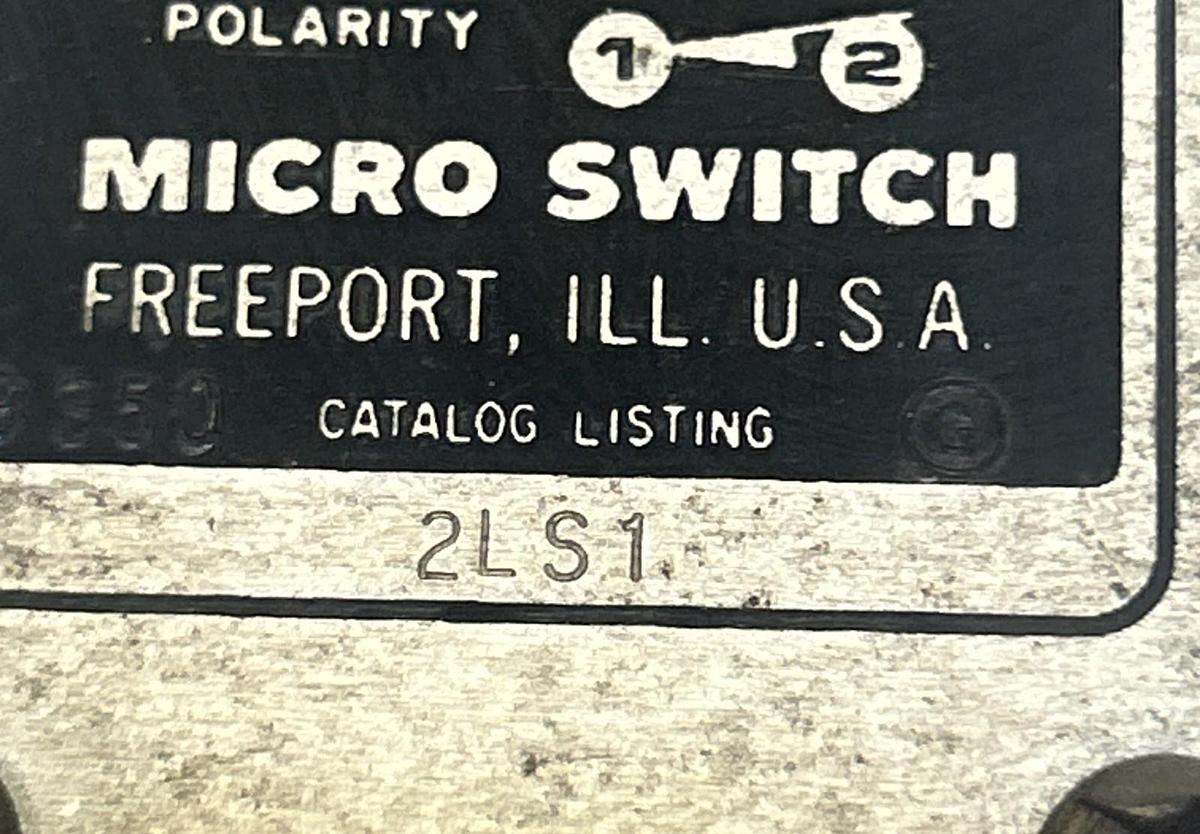 POLARITY 1 2
MICRO SWITCH
FREEPORT, ILL. U.S.A.
CATALOG LISTING G
2LS1